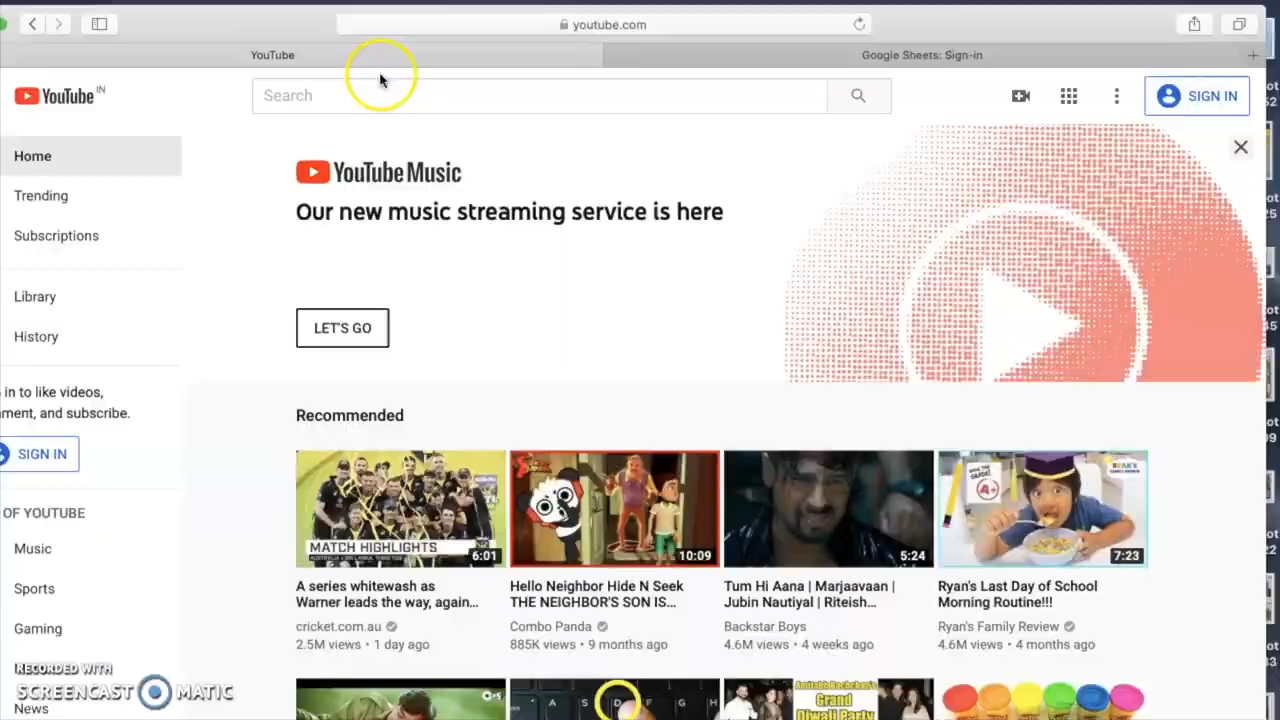 youtube.com
YouTube
Google Sheets: Sign-in
YouTube IN
Search
SIGN IN
Home
Trending
Subscriptions
Library
History
in to like videos,
ment, and subscribe.
SIGN IN
OF YOUTUBE
Music
Sports
Gaming
News
YouTube Music
Our new music streaming service is here
LET'S GO
Recommended
MATCH HIGHLIGHTS
6:01
10:09
5:24
RYAN'S
A+
7:23
A series whitewash as
Warner leads the way, again...
cricket.com.au
2.5M views • 1 day ago
Hello Neighbor Hide N Seek
THE NEIGHBOR'S SON IS...
Combo Panda
885K views • 9 months ago
Tum Hi Aana | Marjaavaan |
Jubin Nautiyal | Riteish...
Backstar Boys
4.6M views • 4 weeks ago
Ryan's Last Day of School
Morning Routine!!!
Ryan's Family Review
4.6M views • 4 months ago
A S D F G H
Amitabh Bachchan's
Grand
Diwali Party
RECORDED WITH
SCREENCAST MATIC